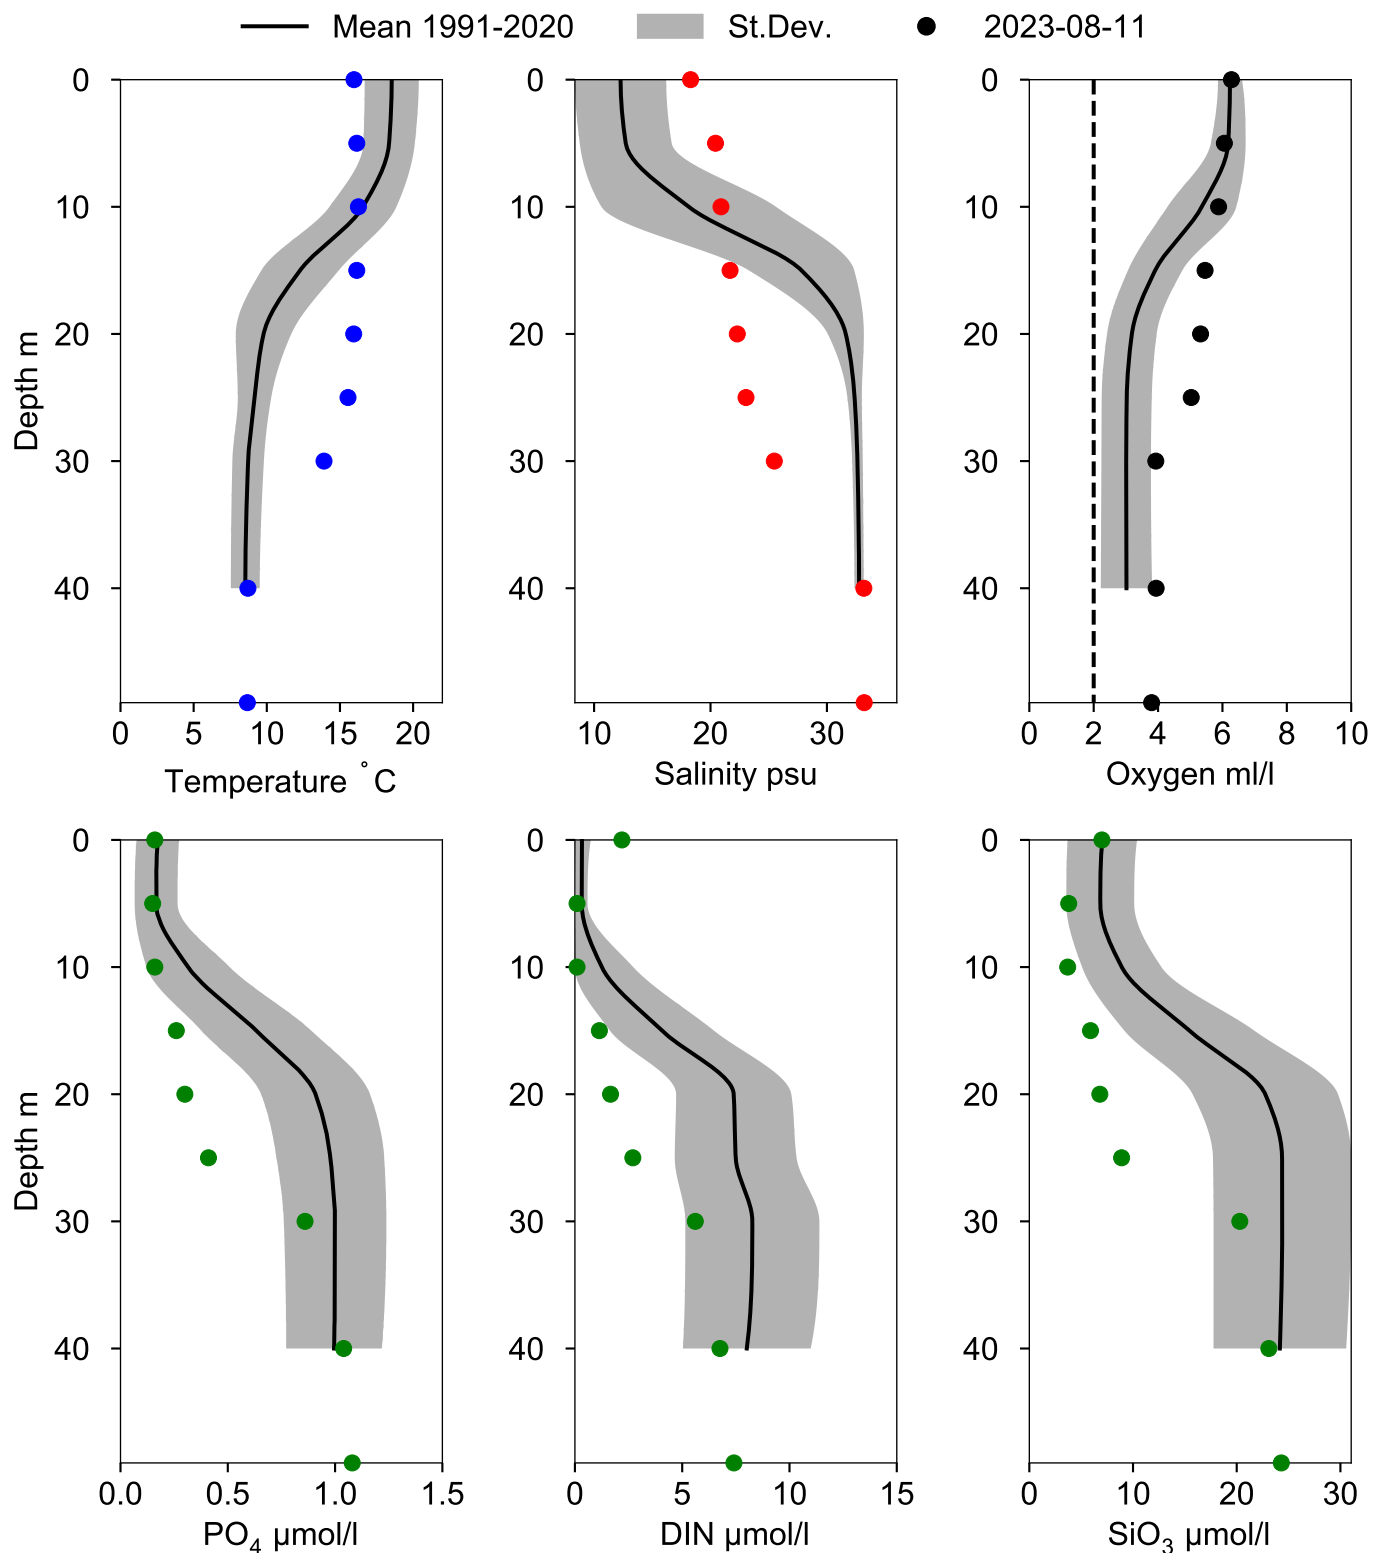 Mean 1991-2020 St.Dev. 2023-08-11
0 0 0
10 10 10
20 20 20
30 30 30
40 40 40
Depth m
0 5 10 15 20 10 20 30 0 2 4 6 8 10
Temperature °C Salinity psu Oxygen ml/l
0 0 0
10 10 10
20 20 20
30 30 30
40 40 40
Depth m
0.0 0.5 1.0 1.5 0 5 10 15 0 10 20 30
PO₄ µmol/l DIN µmol/l SiO₃ µmol/l